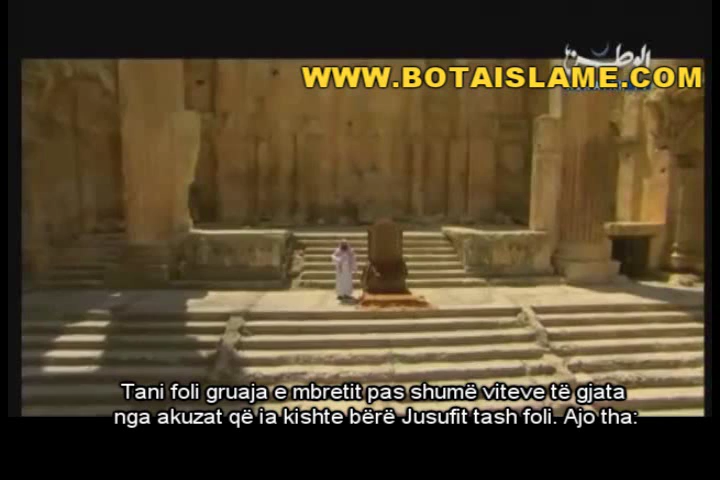 الوطن
WWW.BOTAISLAME.COM
Tani foli gruaja e mbretit pas shumë viteve të gjata
nga akuzat që ia kishte bërë Jusufit tash foli. Ajo tha: